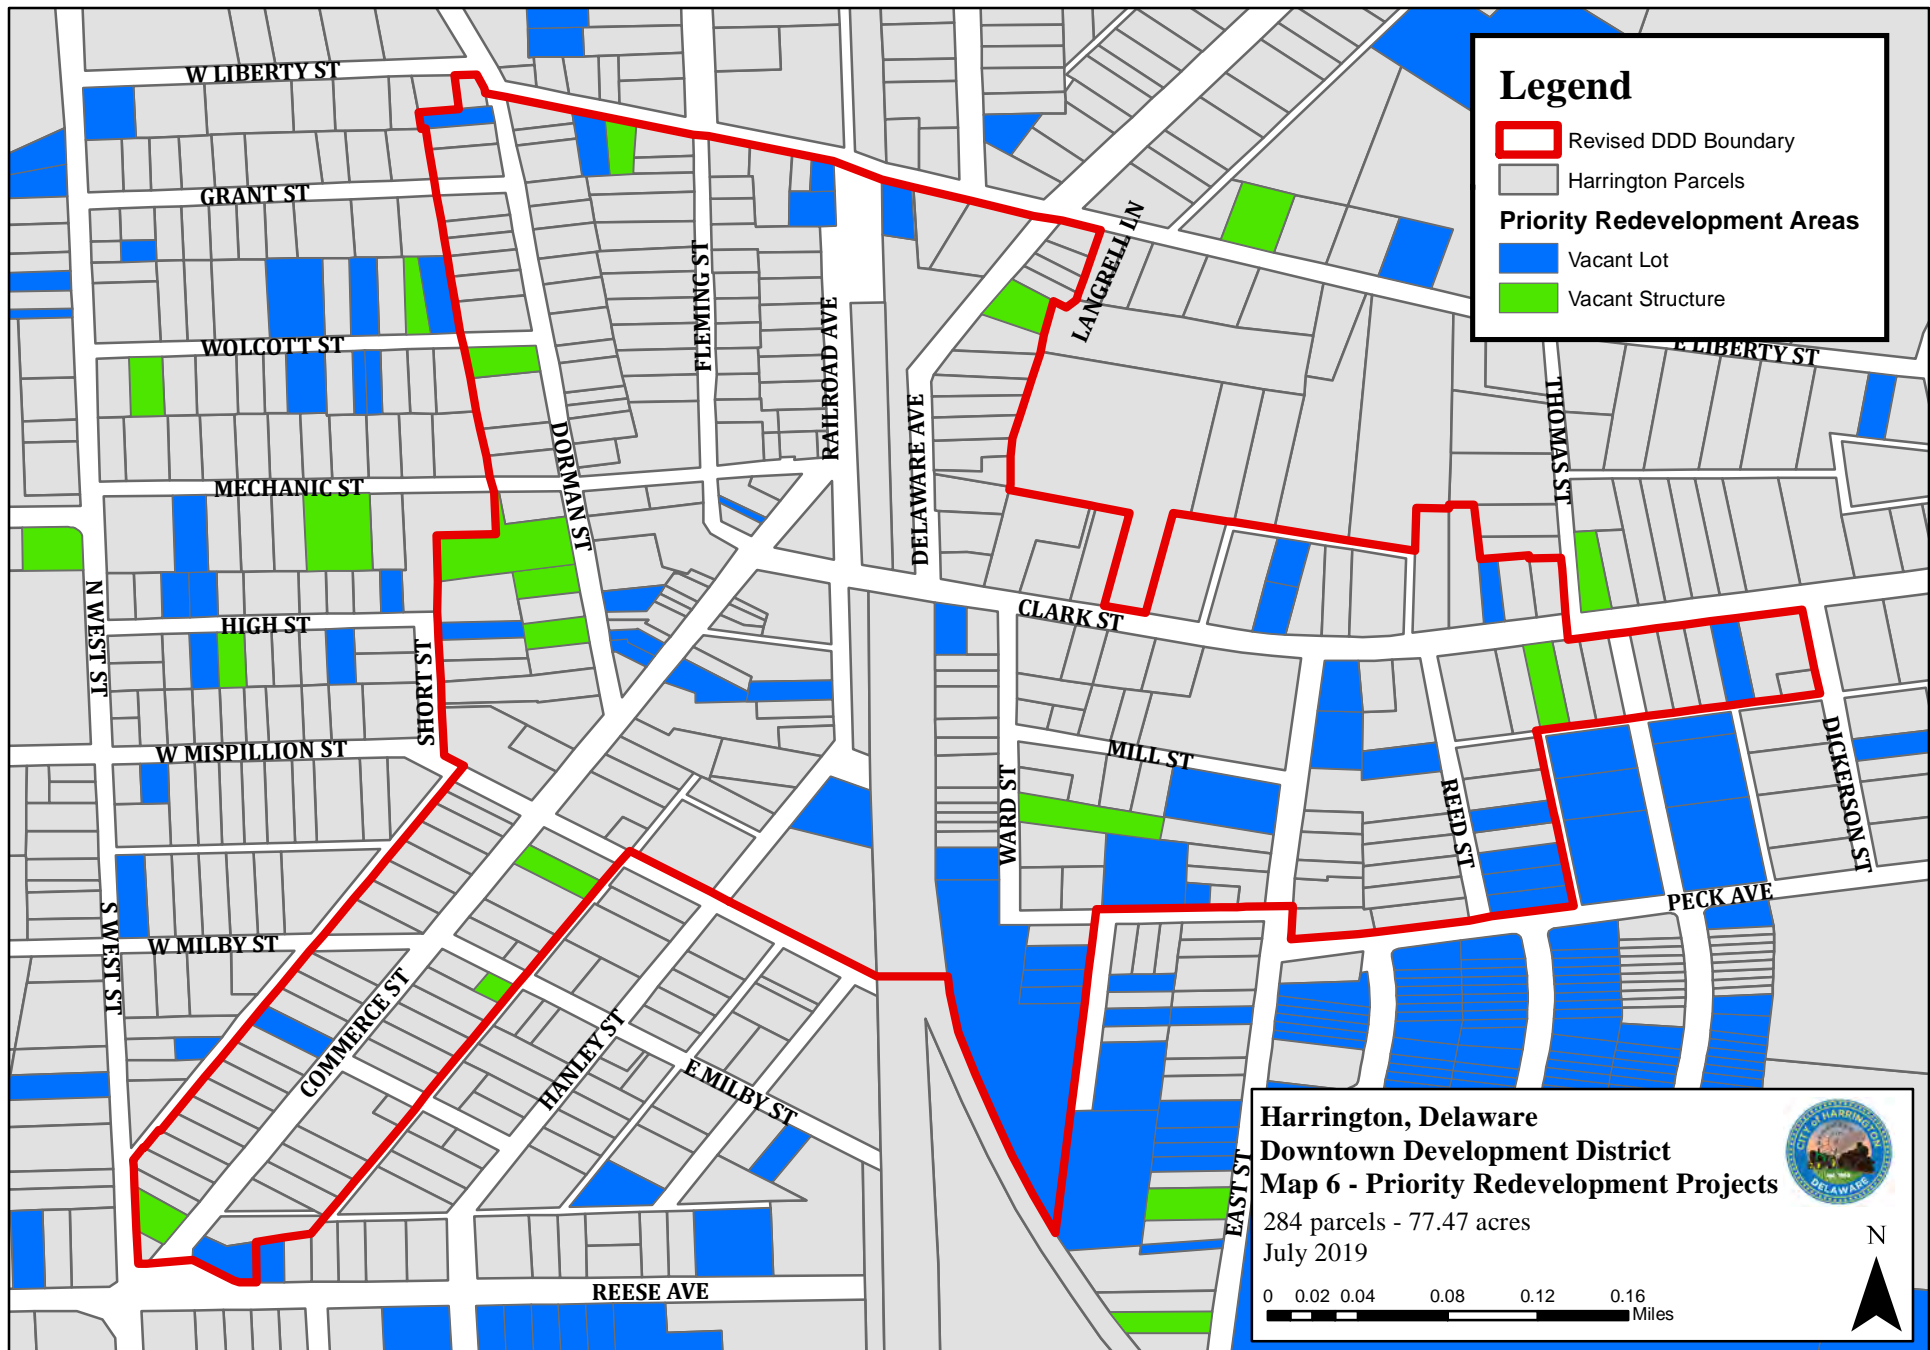 W LIBERTY ST
GRANT ST
WOLCOTT ST
MECHANIC ST
HIGH ST
W MISPILLION ST
W MILBY ST
N WEST ST
S WEST ST
SHORT ST
DORMAN ST
FLEMING ST
RAILROAD AVE
DELAWARE AVE
LANGRELL LN
CLARK ST
THOMAS ST
E LIBERTY ST
WARD ST
MILL ST
REED ST
DICKERSON ST
PECK AVE
COMMERCE ST
HANLEY ST
E MILBY ST
REESE AVE
EAST ST
Legend
Revised DDD Boundary
Harrington Parcels
Priority Redevelopment Areas
Vacant Lot
Vacant Structure
Harrington, Delaware
Downtown Development District
Map 6 - Priority Redevelopment Projects
284 parcels - 77.47 acres
July 2019
0 0.02 0.04 0.08 0.12 0.16
Miles
CITY of HARRINGTON
DELAWARE
N